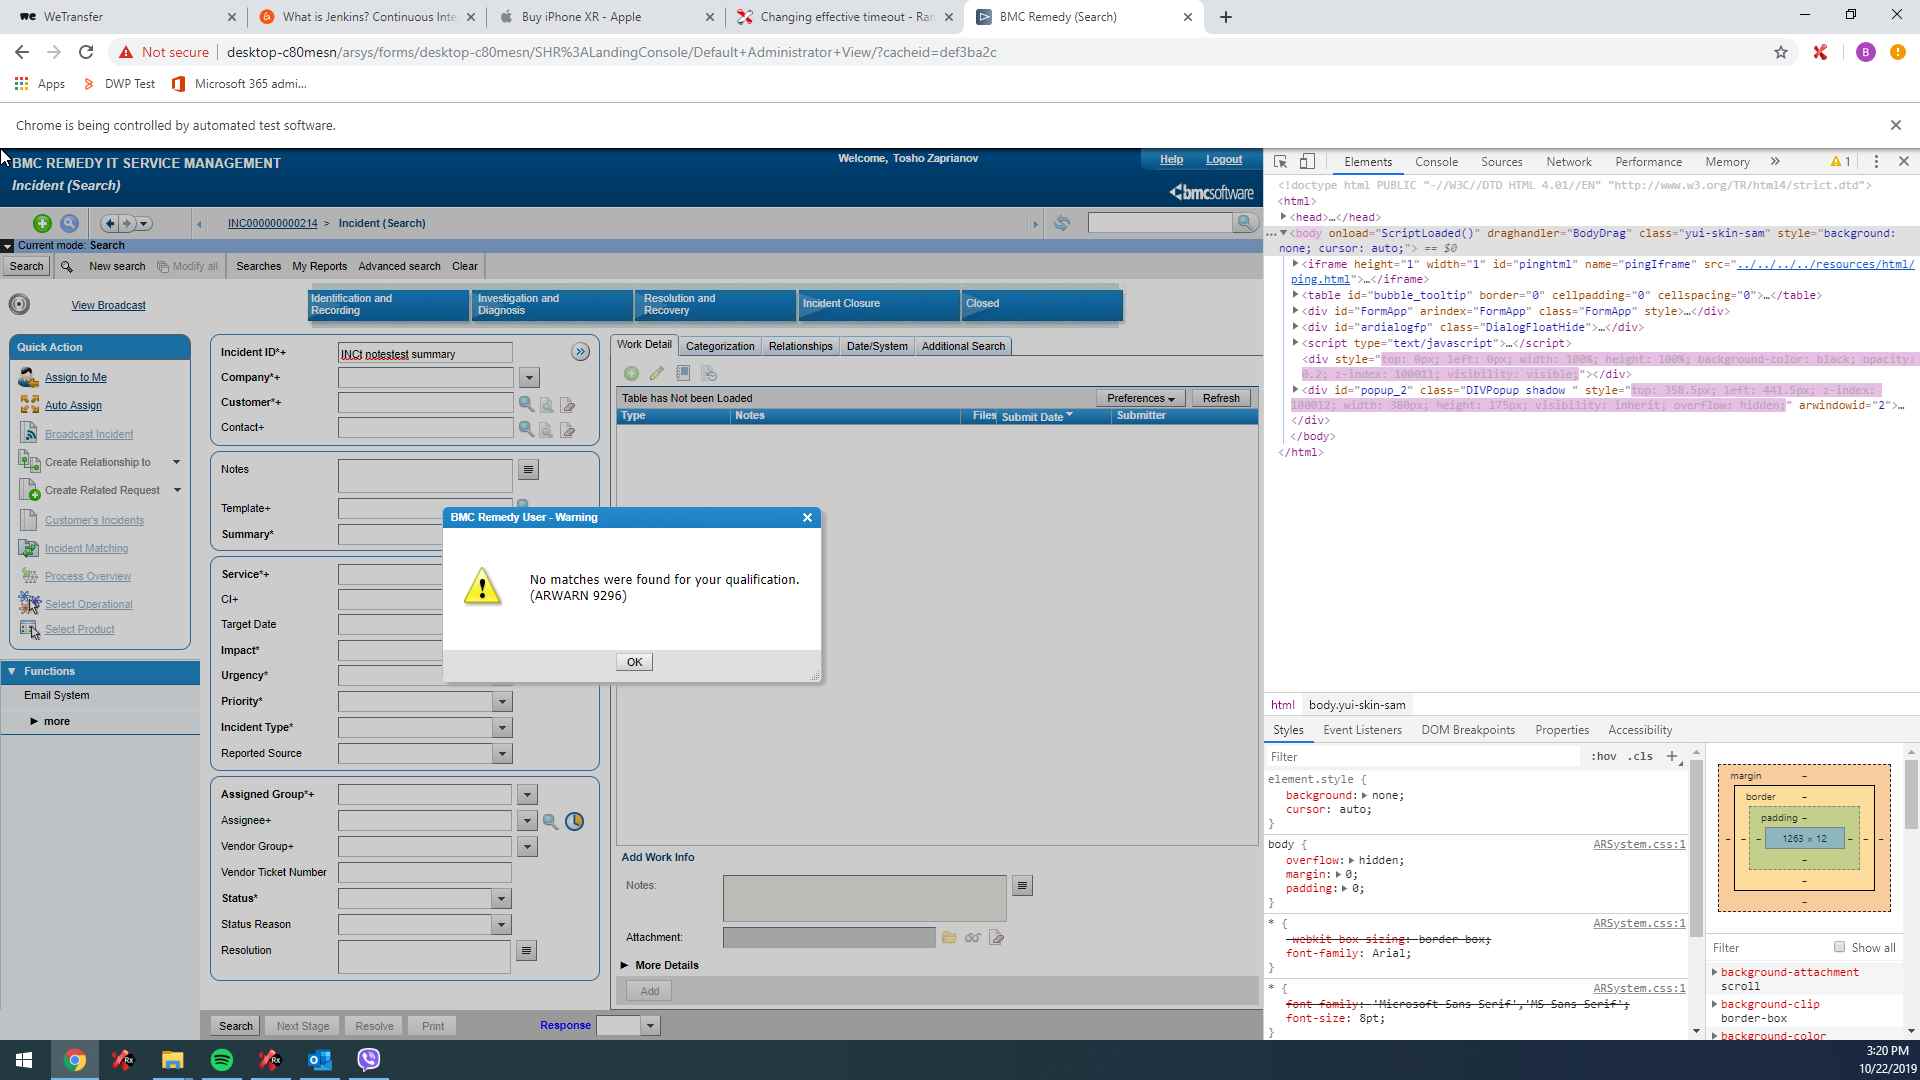 WeTransfer
What is Jenkins? Continuous Inte
Buy iPhone XR - Apple
Changing effective timeout - Ran
BMC Remedy (Search)
Not secure
desktop-c80mesn/arsys/forms/desktop-c80mesn/SHR%3ALandingConsole/Default+Administrator+View/?cacheid=def3ba2c
B
Apps
DWP Test
Microsoft 365 admi...
Chrome is being controlled by automated test software.
BMC REMEDY IT SERVICE MANAGEMENT
Welcome, Tosho Zaprianov
Help
Logout
Incident (Search)
bmcsoftware
INC000000000214 > Incident (Search)
Current mode: Search
Search
New search
Modify all
Searches
My Reports
Advanced search
Clear
View Broadcast
Identification and Recording
Investigation and Diagnosis
Resolution and Recovery
Incident Closure
Closed
Quick Action
Assign to Me
Auto Assign
Broadcast Incident
Create Relationship to
Create Related Request
Customer's Incidents
Incident Matching
Process Overview
Select Operational
Select Product
Functions
Email System
more
Incident ID*+
INCt notestest summary
Company*+
Customer*+
Contact+
Notes
Template+
Summary*
Service*+
CI+
Target Date
Impact*
Urgency*
Priority*
Incident Type*
Reported Source
Assigned Group*+
Assignee+
Vendor Group+
Vendor Ticket Number
Status*
Status Reason
Resolution
Work Detail
Categorization
Relationships
Date/System
Additional Search
Table has Not been Loaded
Preferences
Refresh
Type
Notes
Files
Submit Date
Submitter
BMC Remedy User - Warning
No matches were found for your qualification.
(ARWARN 9296)
OK
Add Work Info
Notes:
Attachment:
More Details
Add
Search
Next Stage
Resolve
Print
Response
Elements
Console
Sources
Network
Performance
Memory
1
<!doctype html PUBLIC "-//W3C//DTD HTML 4.01//EN" "http://www.w3.org/TR/html4/strict.dtd">
<html>
<head>…</head>
<body onload="ScriptLoaded()" draghandler="BodyDrag" class="yui-skin-sam" style="background:
none; cursor: auto;"> == $0
<iframe height="1" width="1" id="pinghtml" name="pingIframe" src="../../../../resources/html/
ping.html">…</iframe>
<table id="bubble_tooltip" border="0" cellpadding="0" cellspacing="0">…</table>
<div id="FormApp" arindex="FormApp" class="FormApp" style>…</div>
<div id="ardialogfp" class="DialogFloatHide">…</div>
<script type="text/javascript">…</script>
<div style="top: 0px; left: 0px; width: 100%; height: 100%; background-color: black; opacity:
0.2; z-index: 100011; visibility: visible;"></div>
<div id="popup_2" class="DIVPopup shadow " style="top: 358.5px; left: 441.5px; z-index:
100012; width: 380px; height: 175px; visibility: inherit; overflow: hidden;" arwindowid="2">…
</div>
</body>
</html>
html
body.yui-skin-sam
Styles
Event Listeners
DOM Breakpoints
Properties
Accessibility
Filter
:hov
.cls
element.style {
background: none;
cursor: auto;
}
body {
ARSystem.css:1
overflow: hidden;
margin: 0;
padding: 0;
}
* {
ARSystem.css:1
-webkit-box-sizing: border-box;
font-family: Arial;
}
* {
ARSystem.css:1
font-family: 'Microsoft Sans Serif','MS Sans Serif';
font-size: 8pt;
}
margin
border
padding
1263 × 12
Filter
Show all
background-attachment
scroll
background-clip
border-box
background-color
3:20 PM
10/22/2019